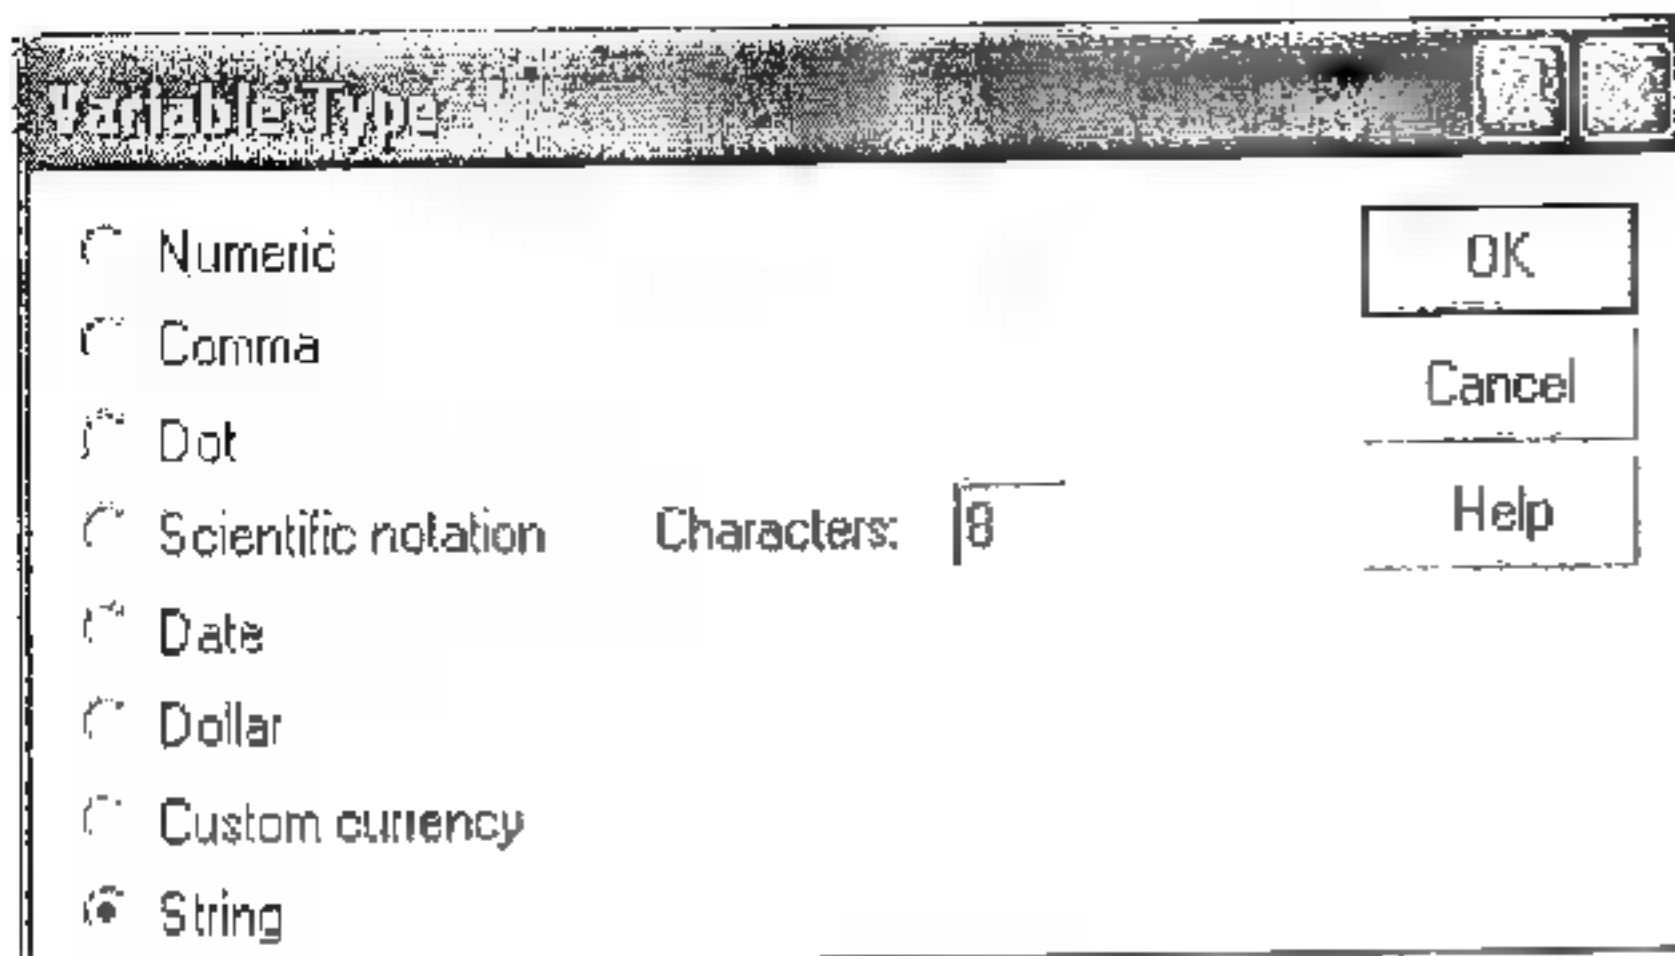 Variable Type
Numeric
Comma
Dot
Scientific notation
Characters: 8
Date
Dollar
Custom currency
String
OK
Cancel
Help